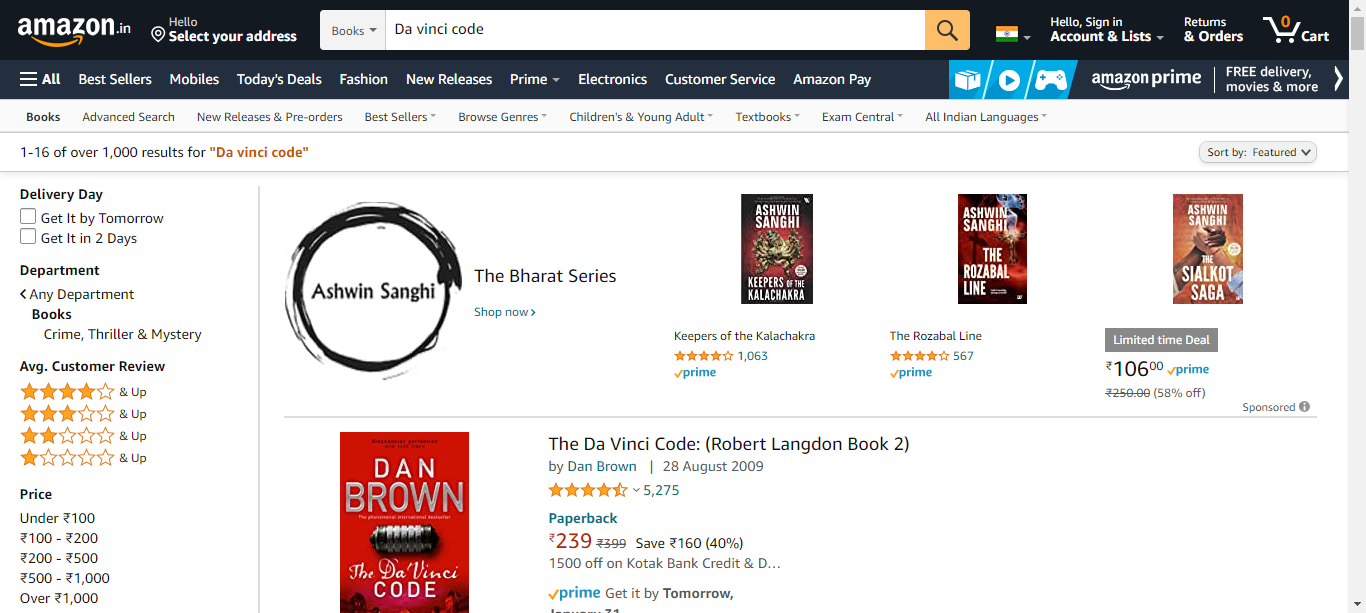 amazon.in
Hello
Select your address
Books
Da vinci code
Hello, Sign in
Account & Lists
Returns
& Orders
0
Cart
All
Best Sellers
Mobiles
Today's Deals
Fashion
New Releases
Prime
Electronics
Customer Service
Amazon Pay
amazon prime
FREE delivery,
movies & more
Books
Advanced Search
New Releases & Pre-orders
Best Sellers
Browse Genres
Children's & Young Adult
Textbooks
Exam Central
All Indian Languages
1-16 of over 1,000 results for "Da vinci code"
Sort by: Featured
Delivery Day
Get It by Tomorrow
Get It in 2 Days
Department
Any Department
Books
Crime, Thriller & Mystery
Avg. Customer Review
& Up
& Up
& Up
& Up
Price
Under ₹100
₹100 - ₹200
₹200 - ₹500
₹500 - ₹1,000
Over ₹1,000
Ashwin Sanghi
The Bharat Series
Shop now
ASHWIN
SANGHI
KEEPERS OF THE
KALACHAKRA
Keepers of the Kalachakra
1,063
prime
ASHWIN
SANGHI
THE
ROZABAL
LINE
The Rozabal Line
567
prime
ASHWIN
SANGHI
THE
SIALKOT
SAGA
Limited time Deal
₹10600
prime
₹250.00 (58% off)
Sponsored
DAN
BROWN
The phenomenal international bestseller
The Da Vinci
CODE
The Da Vinci Code: (Robert Langdon Book 2)
by Dan Brown | 28 August 2009
5,275
Paperback
₹239 ₹399 Save ₹160 (40%)
1500 off on Kotak Bank Credit & D…
prime Get it by Tomorrow,
January 31